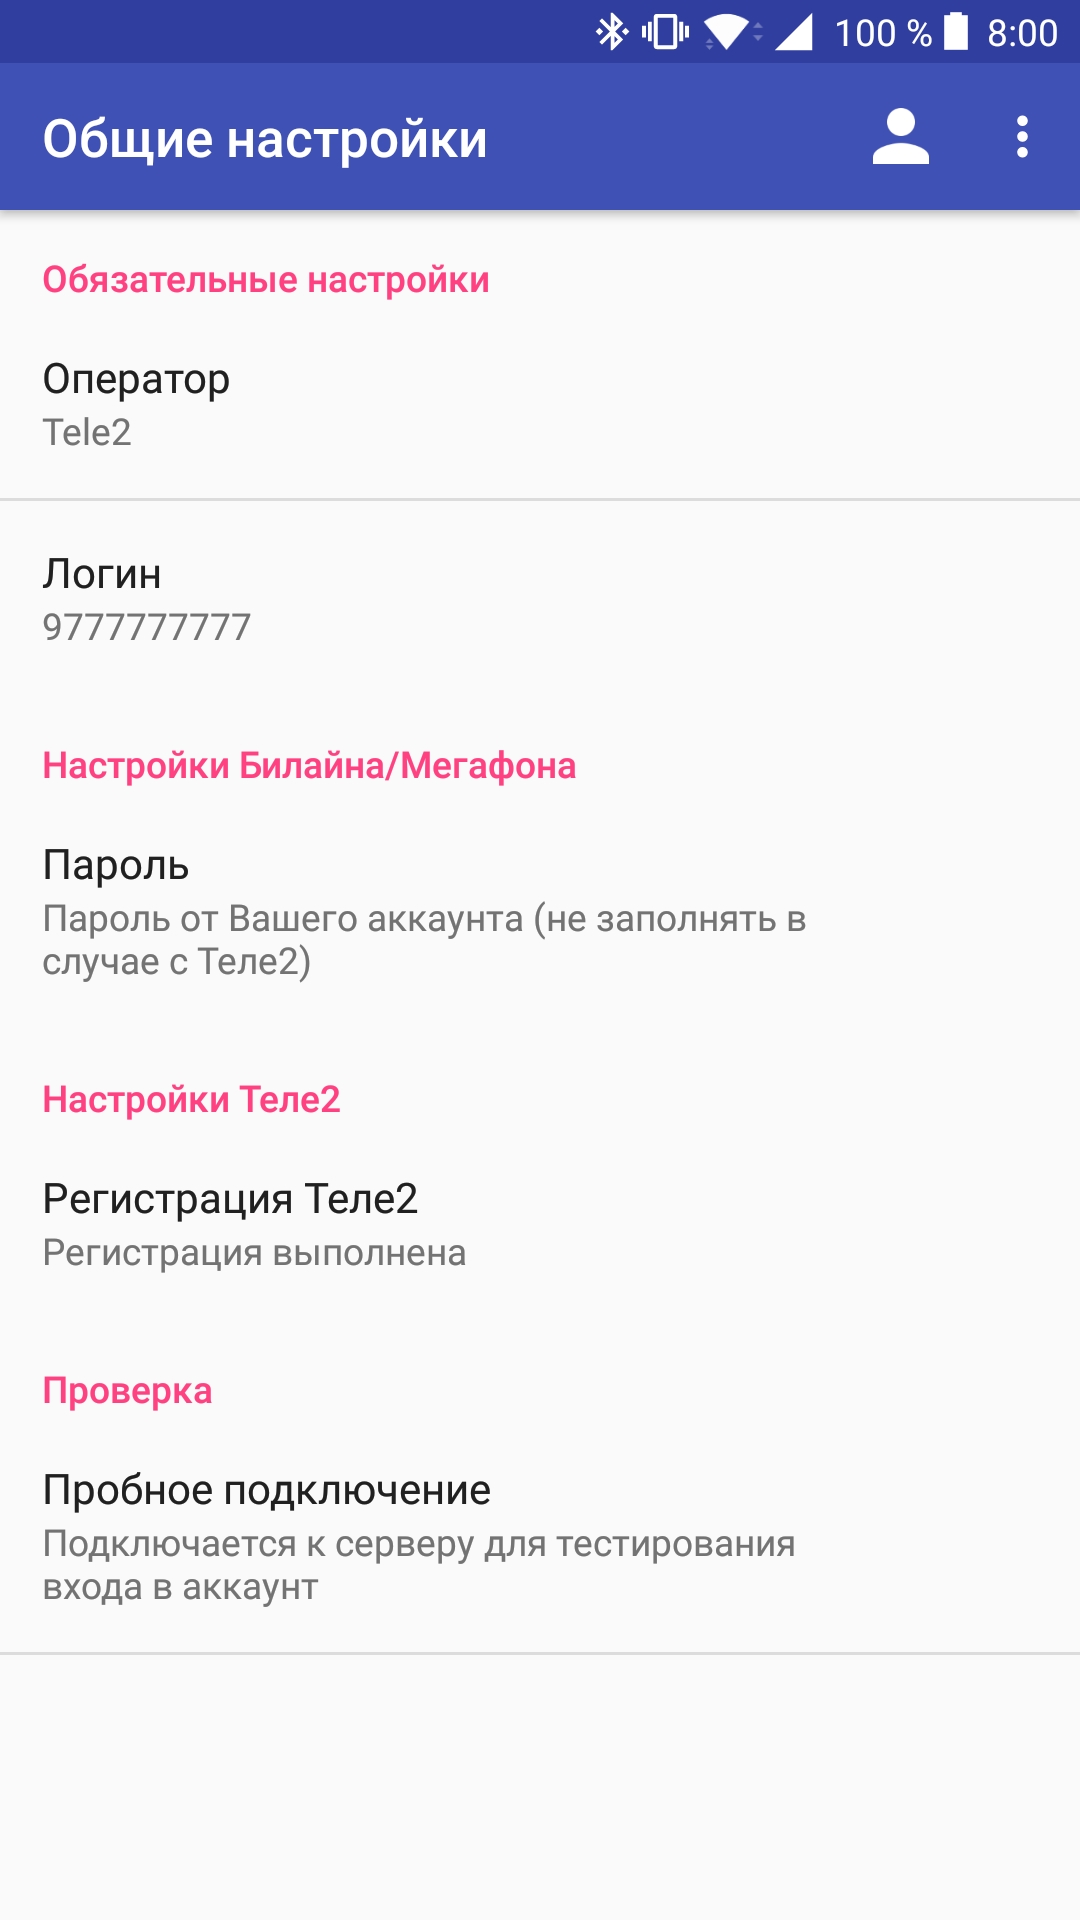 100 % 8:00
Общие настройки
Обязательные настройки
Оператор
Tele2
Логин
9777777777
Настройки Билайна/Мегафона
Пароль
Пароль от Вашего аккаунта (не заполнять в
случае с Теле2)
Настройки Теле2
Регистрация Теле2
Регистрация выполнена
Проверка
Пробное подключение
Подключается к серверу для тестирования
входа в аккаунт